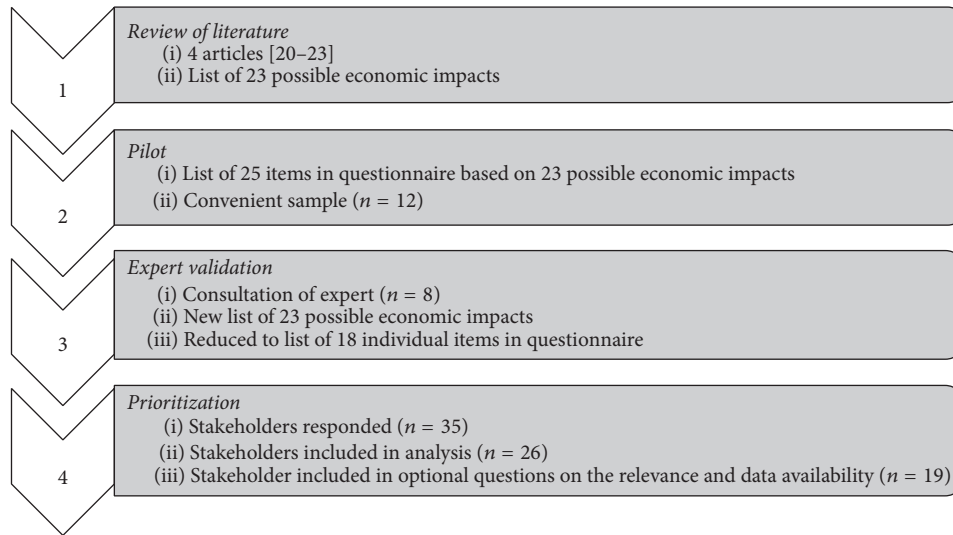 1
Review of literature
(i) 4 articles [20–23]
(ii) List of 23 possible economic impacts
2
Pilot
(i) List of 25 items in questionnaire based on 23 possible economic impacts
(ii) Convenient sample (n = 12)
3
Expert validation
(i) Consultation of expert (n = 8)
(ii) New list of 23 possible economic impacts
(iii) Reduced to list of 18 individual items in questionnaire
4
Prioritization
(i) Stakeholders responded (n = 35)
(ii) Stakeholders included in analysis (n = 26)
(iii) Stakeholder included in optional questions on the relevance and data availability (n = 19)